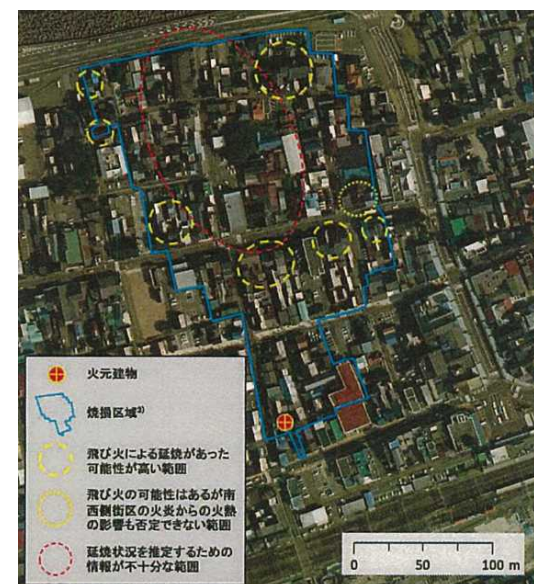 火元建物
焼損区域²⁾
飛び火による延焼があった
可能性が高い範囲
飛び火の可能性はあるが南
西側街区の火炎からの火熱
の影響も否定できない範囲
延焼状況を推定するための
情報が不十分な範囲
0 50 100 m